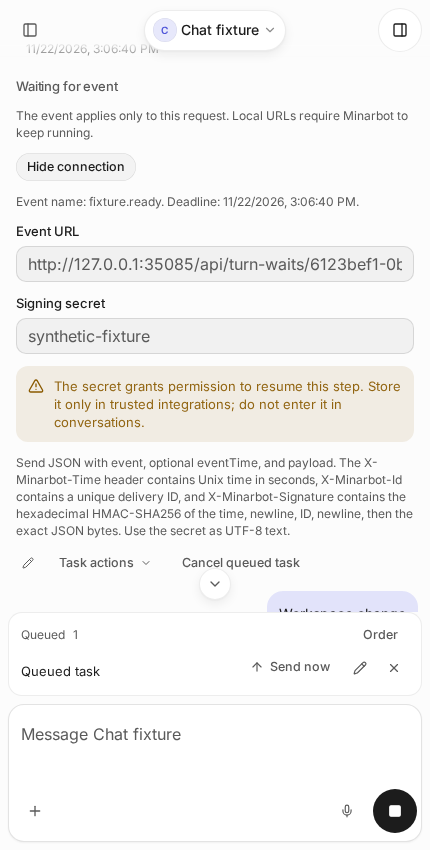 C Chat fixture
11/22/2026, 3:06:40 PM
Waiting for event
The event applies only to this request. Local URLs require Minarbot to
keep running.
Hide connection
Event name: fixture.ready. Deadline: 11/22/2026, 3:06:40 PM.
Event URL
http://127.0.0.1:35085/api/turn-waits/6123bef1-0b
Signing secret
synthetic-fixture
The secret grants permission to resume this step. Store
it only in trusted integrations; do not enter it in
conversations.
Send JSON with event, optional eventTime, and payload. The X-
Minarbot-Time header contains Unix time in seconds, X-Minarbot-Id
contains a unique delivery ID, and X-Minarbot-Signature contains the
hexadecimal HMAC-SHA256 of the time, newline, ID, newline, then the
exact JSON bytes. Use the secret as UTF-8 text.
Task actions Cancel queued task
Workspace change
Queued 1 Order
Queued task Send now
Message Chat fixture